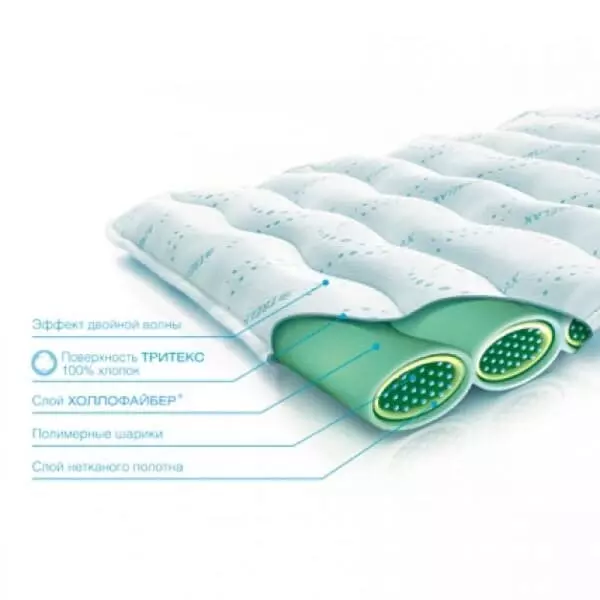 Эффект двойной волны
Поверхность ТРИТЕКС
100% хлопок
Слой ХОЛЛОФАЙБЕР®
Полимерные шарики
Слой нетканого полотна